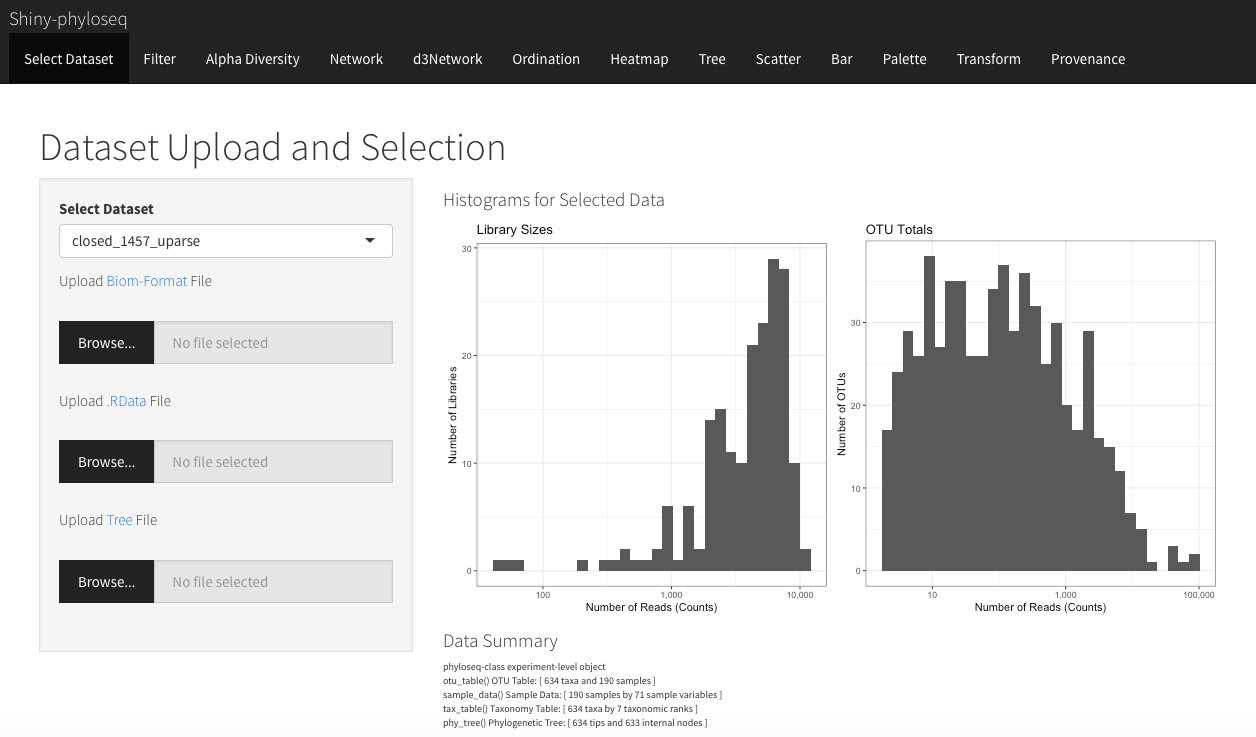 Shiny-phyloseq
Select Dataset Filter Alpha Diversity Network d3Network Ordination Heatmap Tree Scatter Bar Palette Transform Provenance
Dataset Upload and Selection
Select Dataset
closed_1457_uparse
Upload Biom-Format File
Browse... No file selected
Upload .RData File
Browse... No file selected
Upload Tree File
Browse... No file selected
Histograms for Selected Data
Library Sizes
30
20
10
0
Number of Libraries
100 1,000 10,000
Number of Reads (Counts)
OTU Totals
30
20
10
0
Number of OTUs
10 1,000 100,000
Number of Reads (Counts)
Data Summary
phyloseq-class experiment-level object
otu_table() OTU Table: [ 634 taxa and 190 samples ]
sample_data() Sample Data: [ 190 samples by 71 sample variables ]
tax_table() Taxonomy Table: [ 634 taxa by 7 taxonomic ranks ]
phy_tree() Phylogenetic Tree: [ 634 tips and 633 internal nodes ]